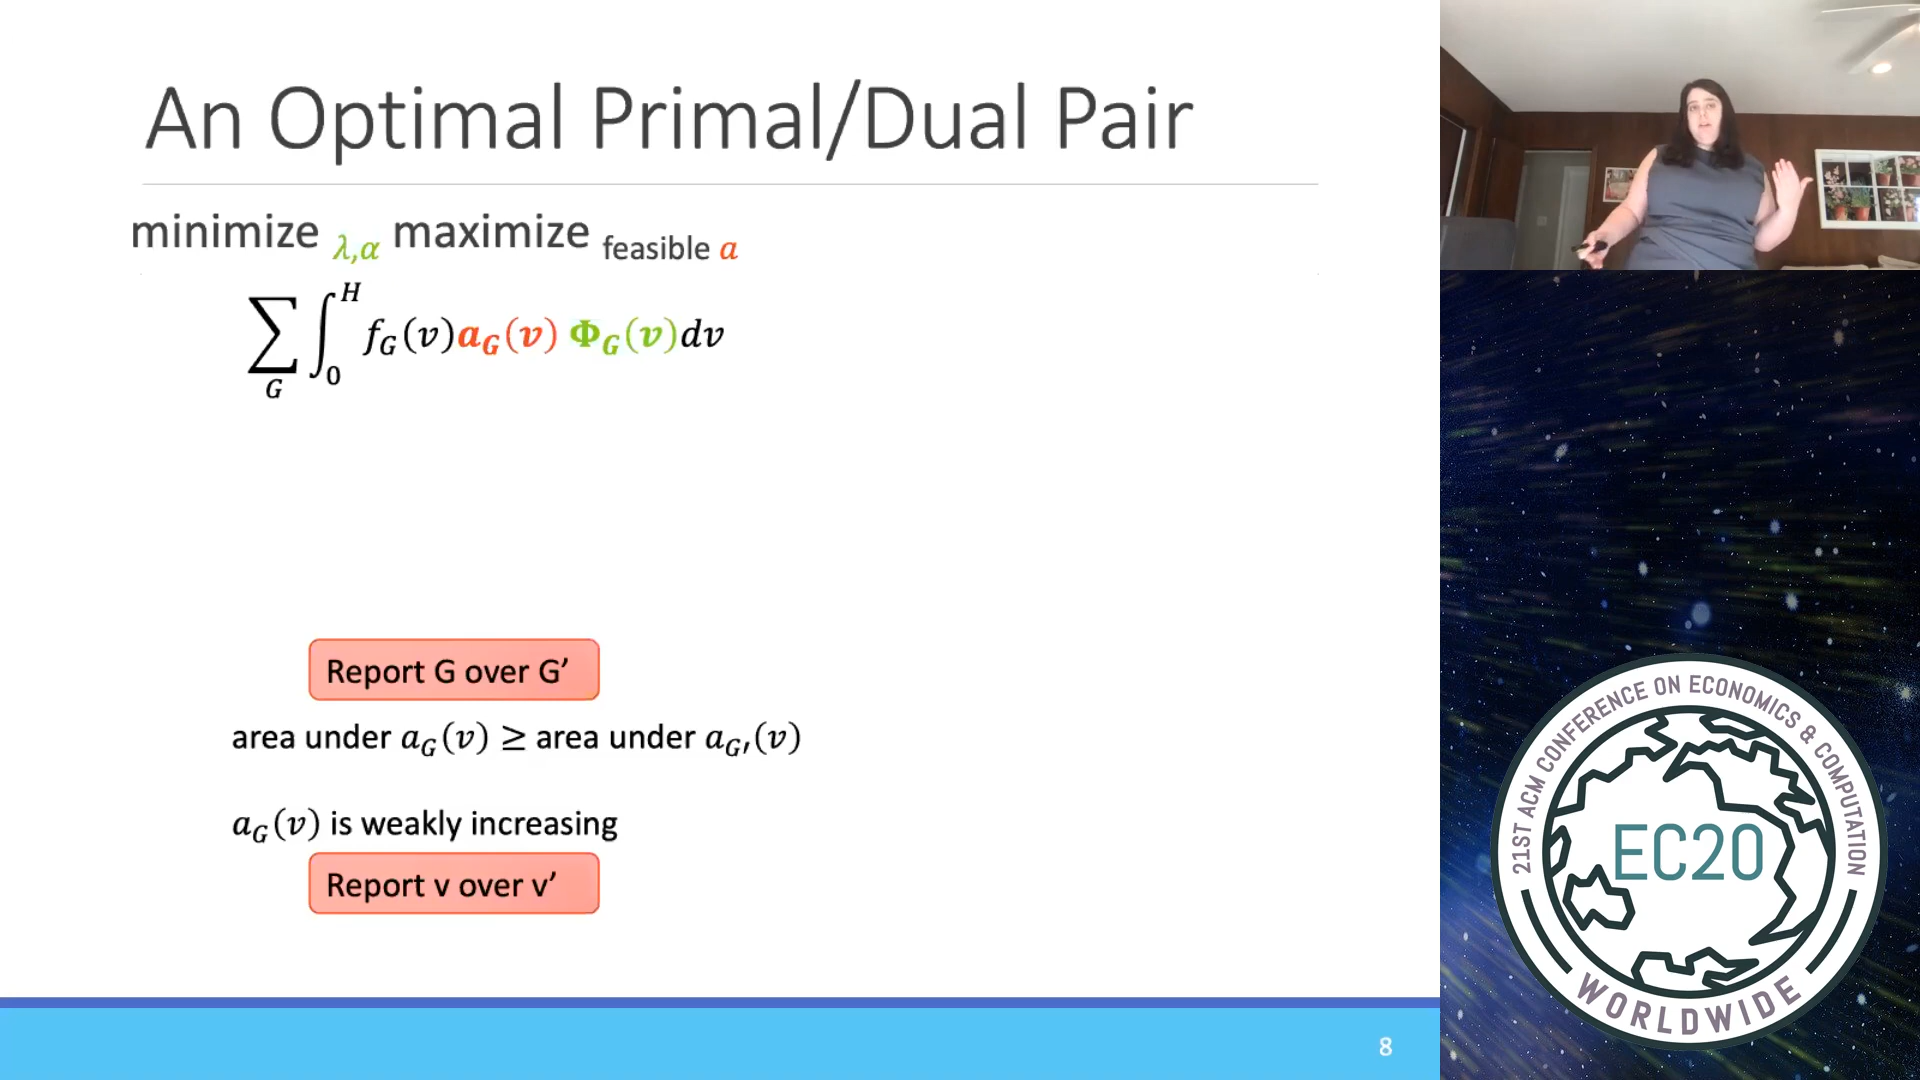 An Optimal Primal/Dual Pair
minimize λ,α maximize feasible a
∑_G ∫_0^H f_G(v) a_G(v) Φ_G(v) dv
Report G over G’
area under a_G(v) ≥ area under a_G′(v)
a_G(v) is weakly increasing
Report v over v’
8
21ST ACM CONFERENCE ON ECONOMICS & COMPUTATION
EC20
WORLDWIDE